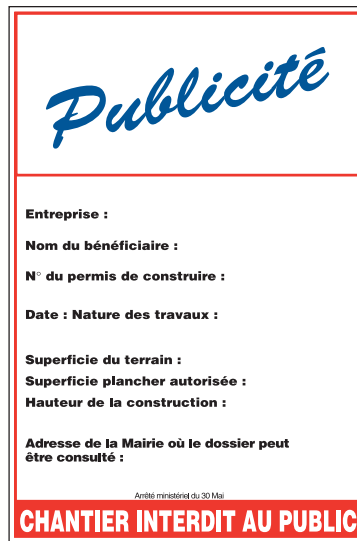 Publicité
Entreprise :
Nom du bénéficiaire :
N° du permis de construire :
Date : Nature des travaux :
Superficie du terrain :
Superficie plancher autorisée :
Hauteur de la construction :
Adresse de la Mairie où le dossier peut
être consulté :
Arrêté ministériel du 30 Mai
CHANTIER INTERDIT AU PUBLIC